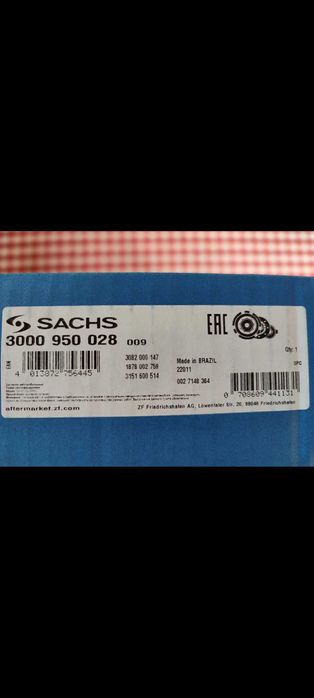 SACHS
3000 950 028 009
EAC
Qty: 1
EAN
4 013872 756445
3082 000 147
1878 002 759
3151 600 514
Made in BRAZIL
22011
002 7148 364
UPC
0 708609 441131
aftermarket.zf.com
ZF Friedrichshafen AG, Löwentaler Str. 20, 88046 Friedrichshafen